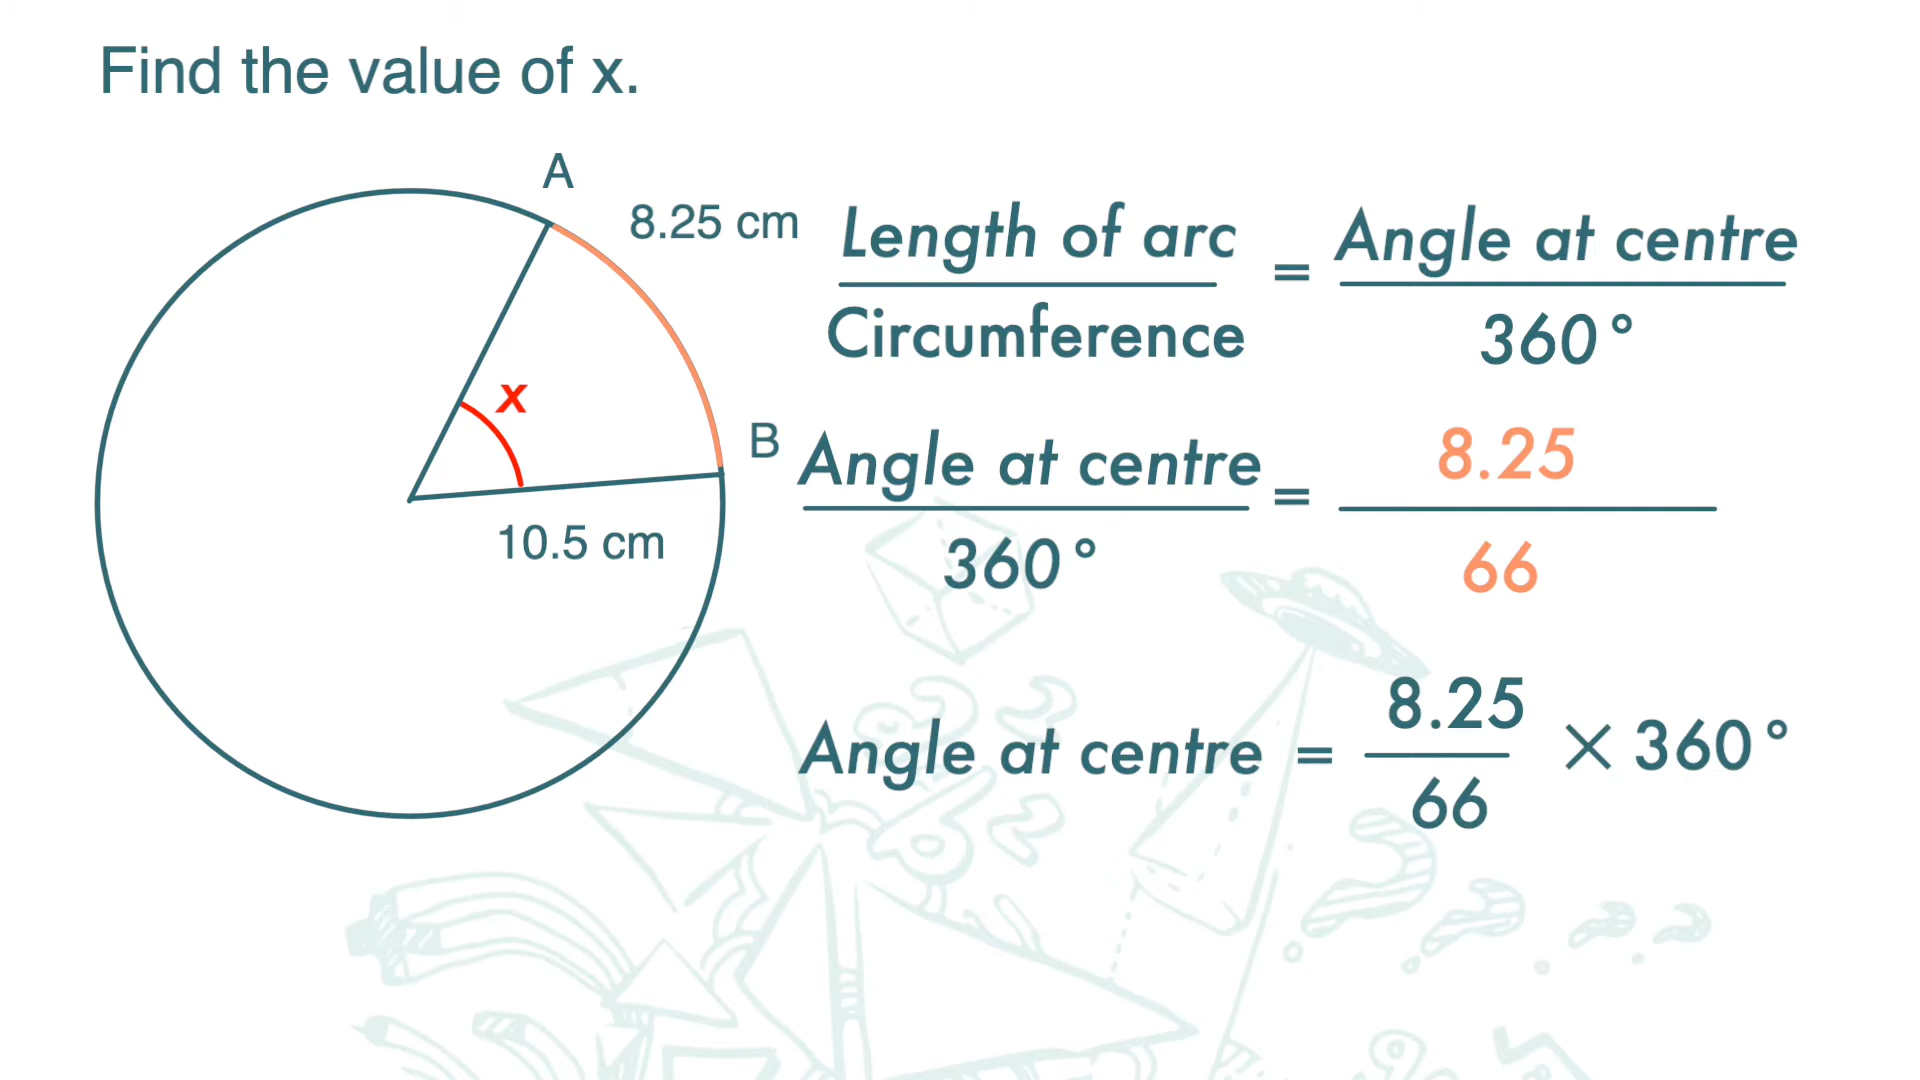 Find the value of x.
A
8.25 cm
x
B
10.5 cm
Length of arc
Circumference
=
Angle at centre
360°
Angle at centre
360°
=
8.25
66
Angle at centre = 8.25
66
× 360°